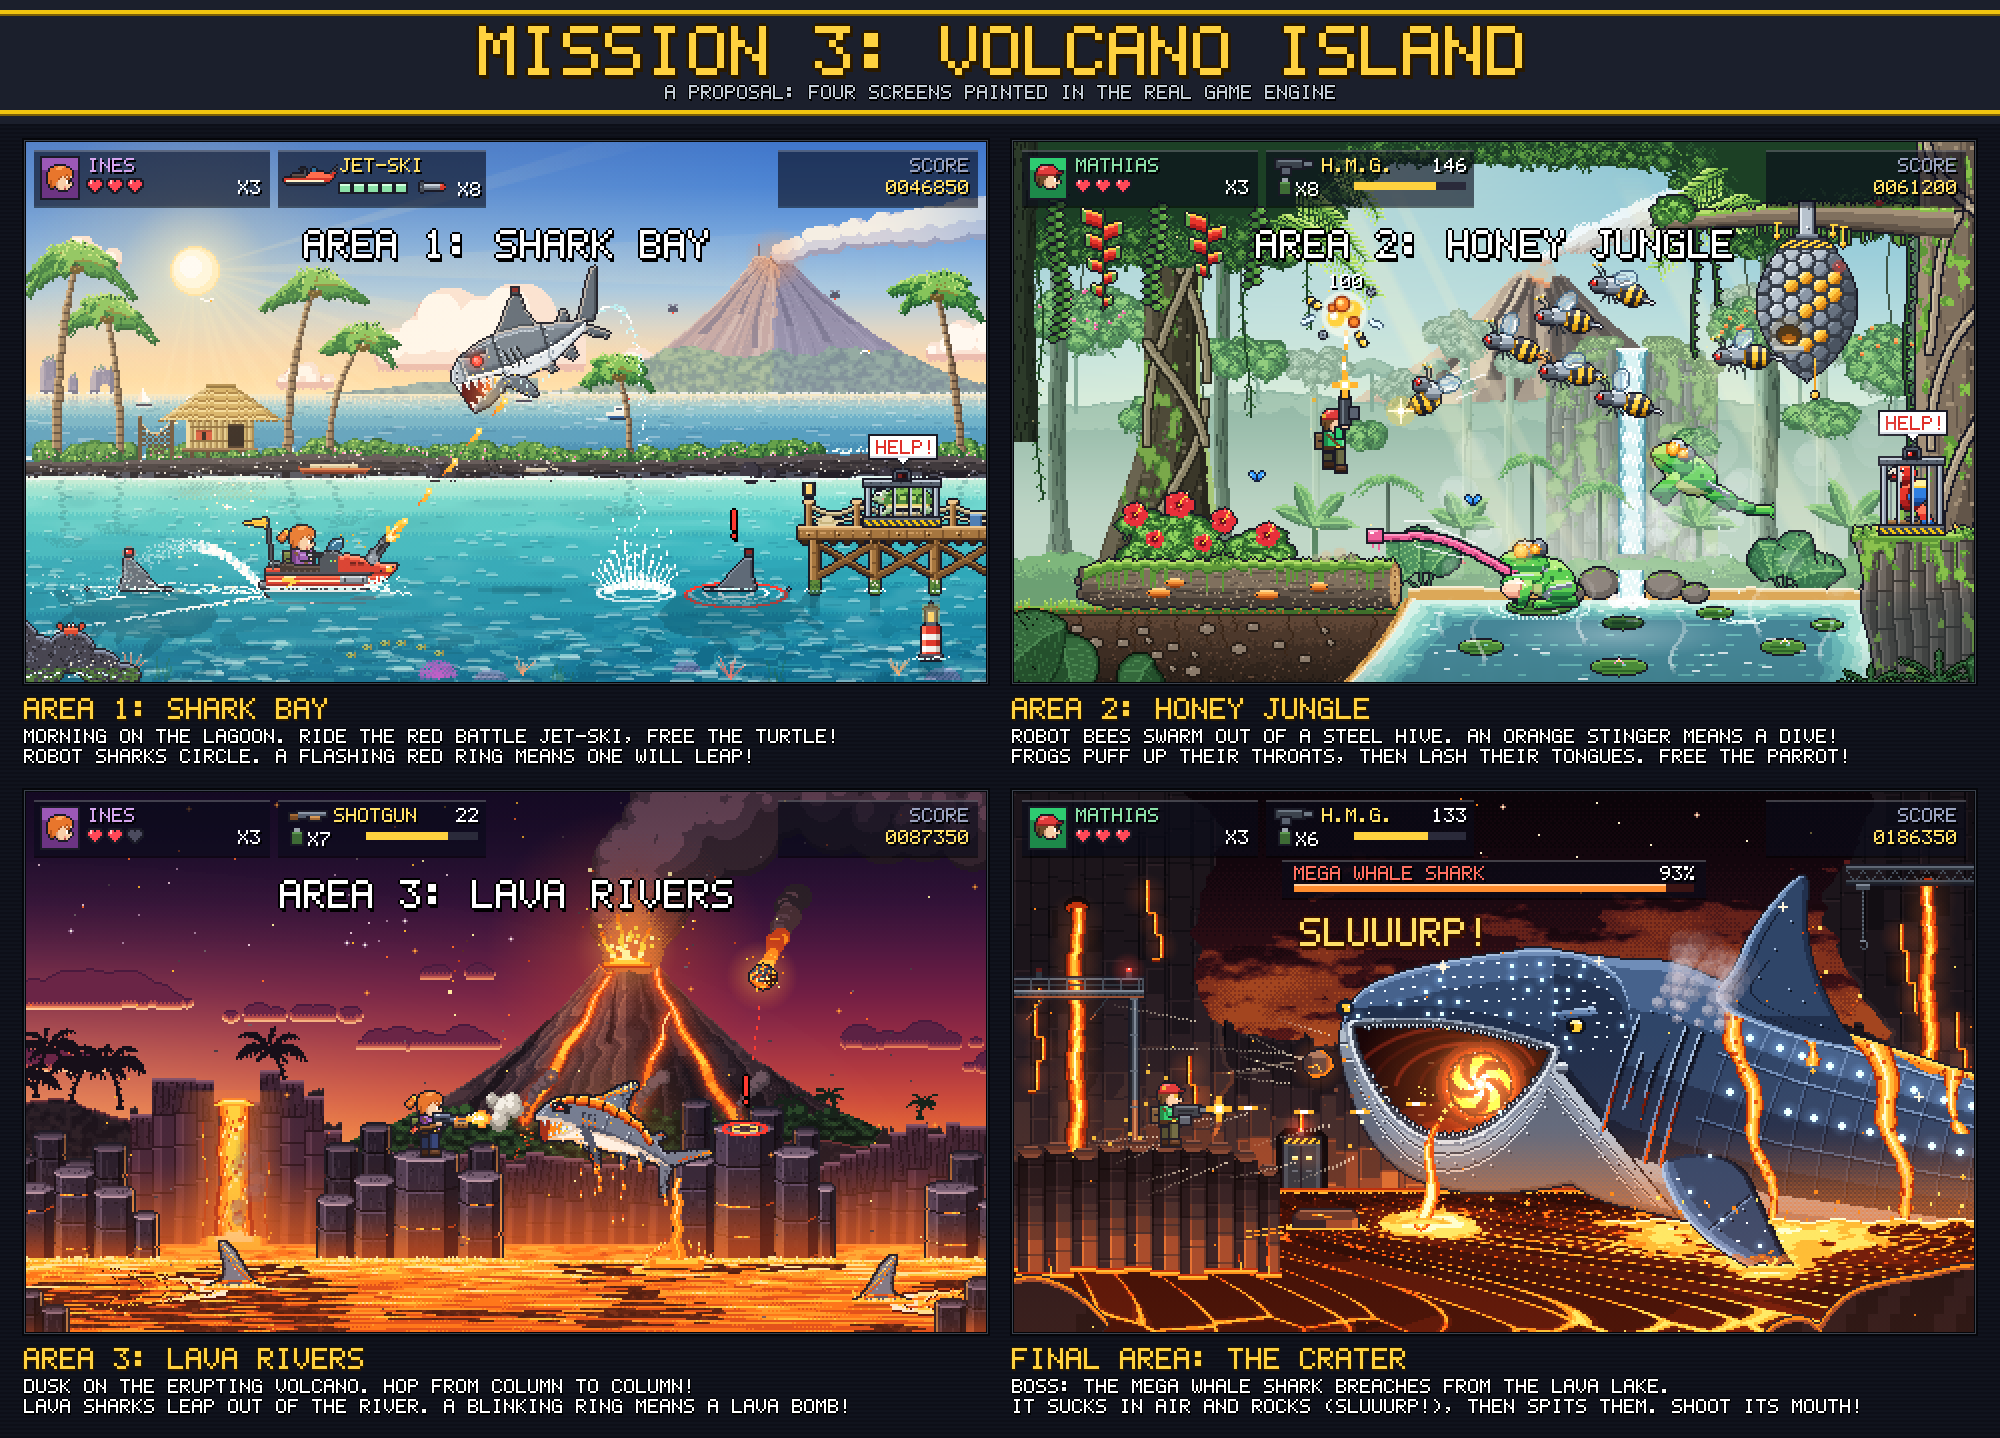 MISSION 3: VOLCANO ISLAND
A PROPOSAL: FOUR SCREENS PAINTED IN THE REAL GAME ENGINE
INES
X3
JET-SKI
X8
SCORE
0046850
AREA 1: SHARK BAY
HELP!
!
AREA 1: SHARK BAY
MORNING ON THE LAGOON. RIDE THE RED BATTLE JET-SKI, FREE THE TURTLE!
ROBOT SHARKS CIRCLE. A FLASHING RED RING MEANS ONE WILL LEAP!
MATHIAS
X3
H.M.G. 146
X8
SCORE
0061200
AREA 2: HONEY JUNGLE
100
HELP!
AREA 2: HONEY JUNGLE
ROBOT BEES SWARM OUT OF A STEEL HIVE. AN ORANGE STINGER MEANS A DIVE!
FROGS PUFF UP THEIR THROATS, THEN LASH THEIR TONGUES. FREE THE PARROT!
INES
X3
SHOTGUN 22
X7
SCORE
0087350
AREA 3: LAVA RIVERS
!
AREA 3: LAVA RIVERS
DUSK ON THE ERUPTING VOLCANO. HOP FROM COLUMN TO COLUMN!
LAVA SHARKS LEAP OUT OF THE RIVER. A BLINKING RING MEANS A LAVA BOMB!
MATHIAS
X3
H.M.G. 133
X6
SCORE
0186350
MEGA WHALE SHARK 93%
SLUUURP!
FINAL AREA: THE CRATER
BOSS: THE MEGA WHALE SHARK BREACHES FROM THE LAVA LAKE.
IT SUCKS IN AIR AND ROCKS (SLUUURP!), THEN SPITS THEM. SHOOT ITS MOUTH!